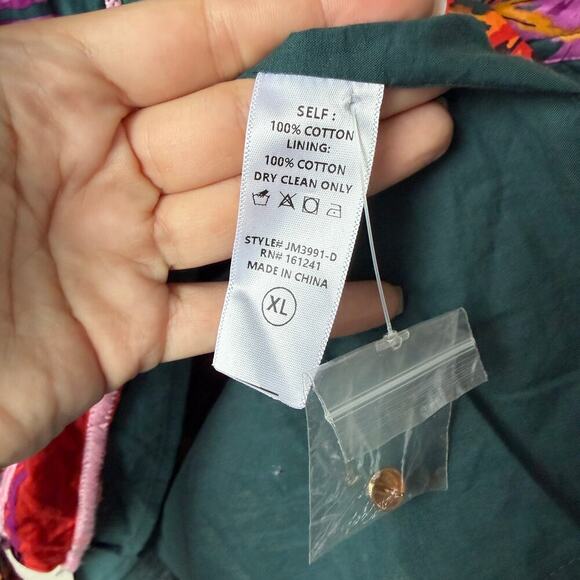 SELF :
100% COTTON
LINING:
100% COTTON
DRY CLEAN ONLY
STYLE# JM3991-D
RN# 161241
MADE IN CHINA
XL